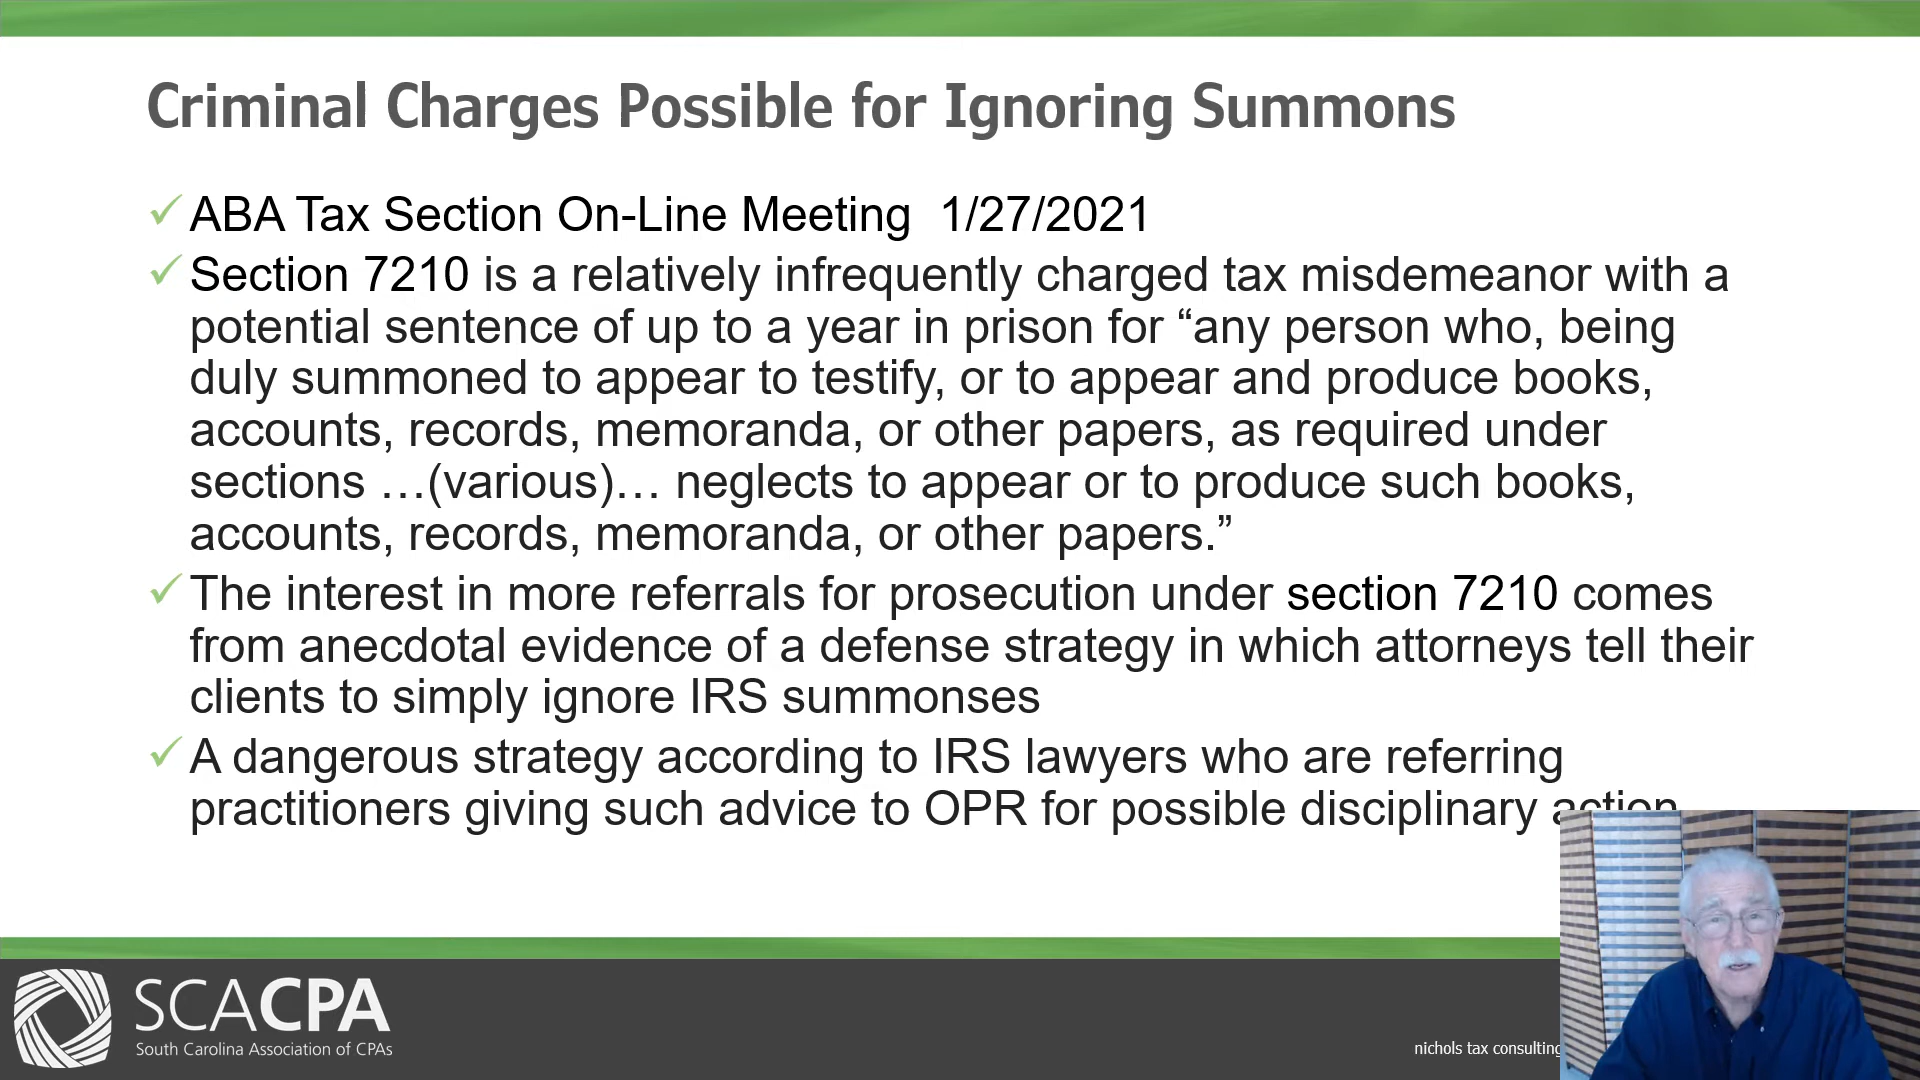 Criminal Charges Possible for Ignoring Summons
ABA Tax Section On-Line Meeting  1/27/2021
Section 7210 is a relatively infrequently charged tax misdemeanor with a
potential sentence of up to a year in prison for “any person who, being
duly summoned to appear to testify, or to appear and produce books,
accounts, records, memoranda, or other papers, as required under
sections …(various)… neglects to appear or to produce such books,
accounts, records, memoranda, or other papers.”
The interest in more referrals for prosecution under section 7210 comes
from anecdotal evidence of a defense strategy in which attorneys tell their
clients to simply ignore IRS summonses
A dangerous strategy according to IRS lawyers who are referring
practitioners giving such advice to OPR for possible disciplinary action
SCACPA
South Carolina Association of CPAs
nichols tax consulting